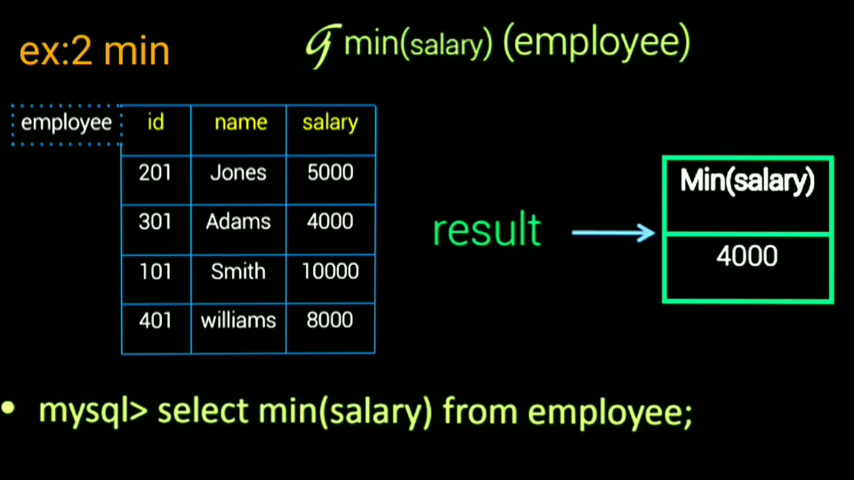 ex:2 min
𝒢 min(salary) (employee)
employee id name salary
201 Jones 5000
301 Adams 4000
101 Smith 10000
401 williams 8000
result
Min(salary)
4000
• mysql> select min(salary) from employee;